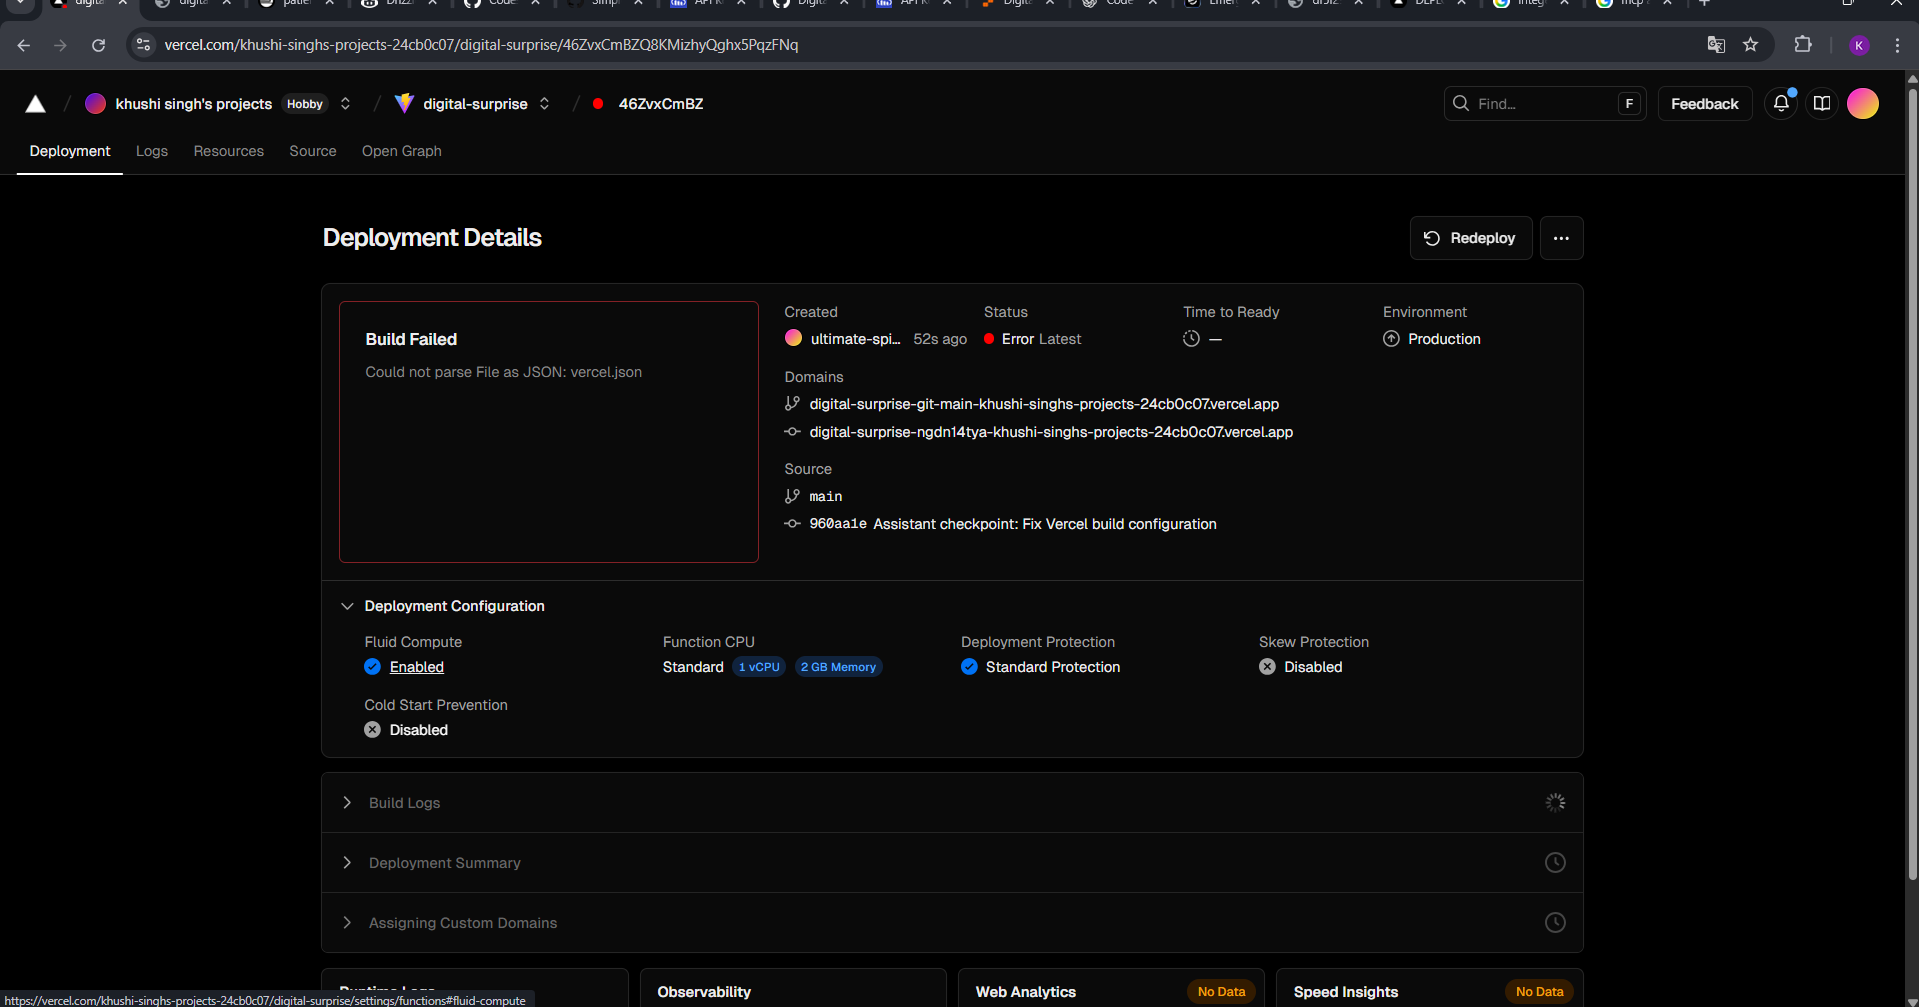 vercel.com/khushi-singhs-projects-24cb0c07/digital-surprise/46ZvxCmBZQ8KMizhyQghx5PqzFNq
K
khushi singh's projects Hobby / digital-surprise / 46ZvxCmBZ
Find... F Feedback
Deployment Logs Resources Source Open Graph
Deployment Details
Redeploy
Build Failed
Could not parse File as JSON: vercel.json
Created Status Time to Ready Environment
ultimate-spi... 52s ago Error Latest — Production
Domains
digital-surprise-git-main-khushi-singhs-projects-24cb0c07.vercel.app
digital-surprise-ngdn14tya-khushi-singhs-projects-24cb0c07.vercel.app
Source
main
960aa1e Assistant checkpoint: Fix Vercel build configuration
Deployment Configuration
Fluid Compute Function CPU Deployment Protection Skew Protection
Enabled Standard 1 vCPU 2 GB Memory Standard Protection Disabled
Cold Start Prevention
Disabled
Build Logs
Deployment Summary
Assigning Custom Domains
Runtime Logs Observability Web Analytics No Data Speed Insights No Data
https://vercel.com/khushi-singhs-projects-24cb0c07/digital-surprise/settings/functions#fluid-compute